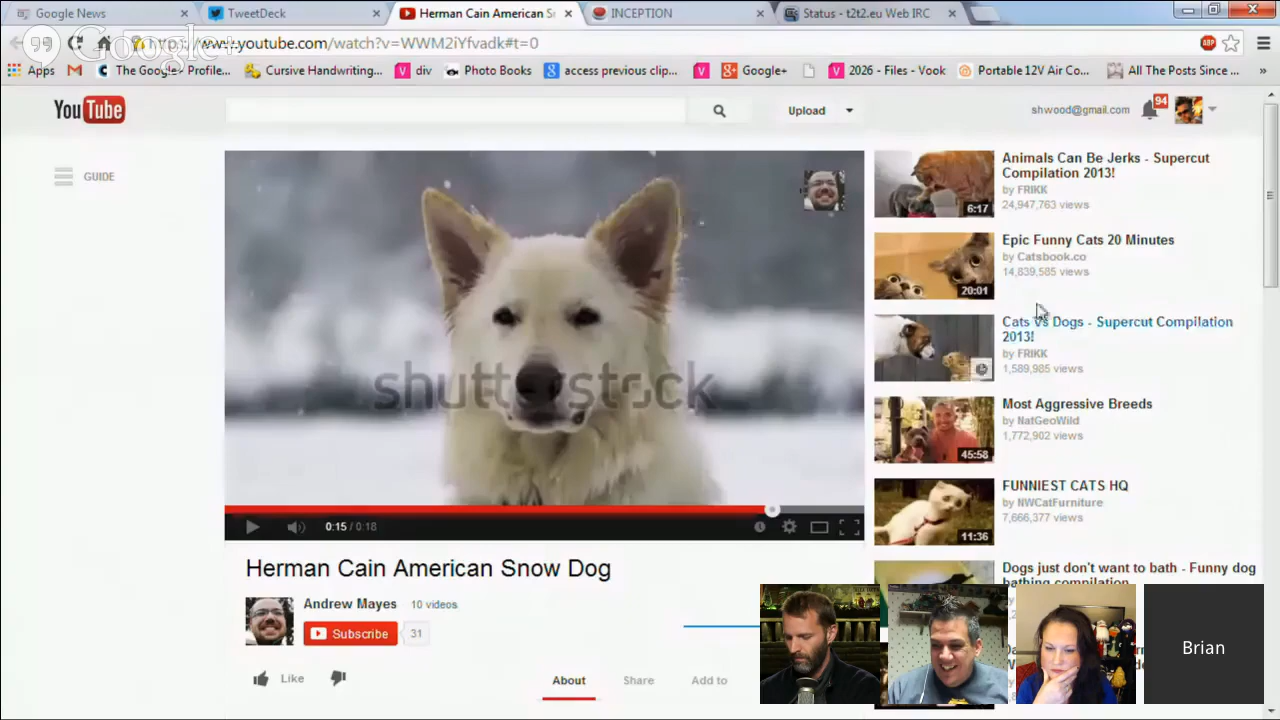 Google News
TweetDeck
Herman Cain American S
INCEPTION
Status - t2t2.eu Web IRC
Google+
www.youtube.com/watch?v=WWM2iYfvadk#t=0
ABP
Apps
The Google+ Profile...
Cursive Handwriting...
div
Photo Books
access previous clip...
Google+
2026 - Files - Vook
Portable 12V Air Co...
All The Posts Since ...
YouTube
Upload
shwood@gmail.com
94
GUIDE
shutterstock
0:15 / 0:18
Herman Cain American Snow Dog
Andrew Mayes
10 videos
Subscribe
31
Like
About
Share
Add to
Animals Can Be Jerks - Supercut
Compilation 2013!
by FRIKK
24,947,763 views
6:17
Epic Funny Cats 20 Minutes
by Catsbook.co
14,839,585 views
20:01
Cats Vs Dogs - Supercut Compilation
2013!
by FRIKK
1,589,985 views
Most Aggressive Breeds
by NatGeoWild
1,772,902 views
45:58
FUNNIEST CATS HQ
by NWCatFurniture
7,666,377 views
11:36
Dogs just don't want to bath - Funny dog
bathing compilation
Brian